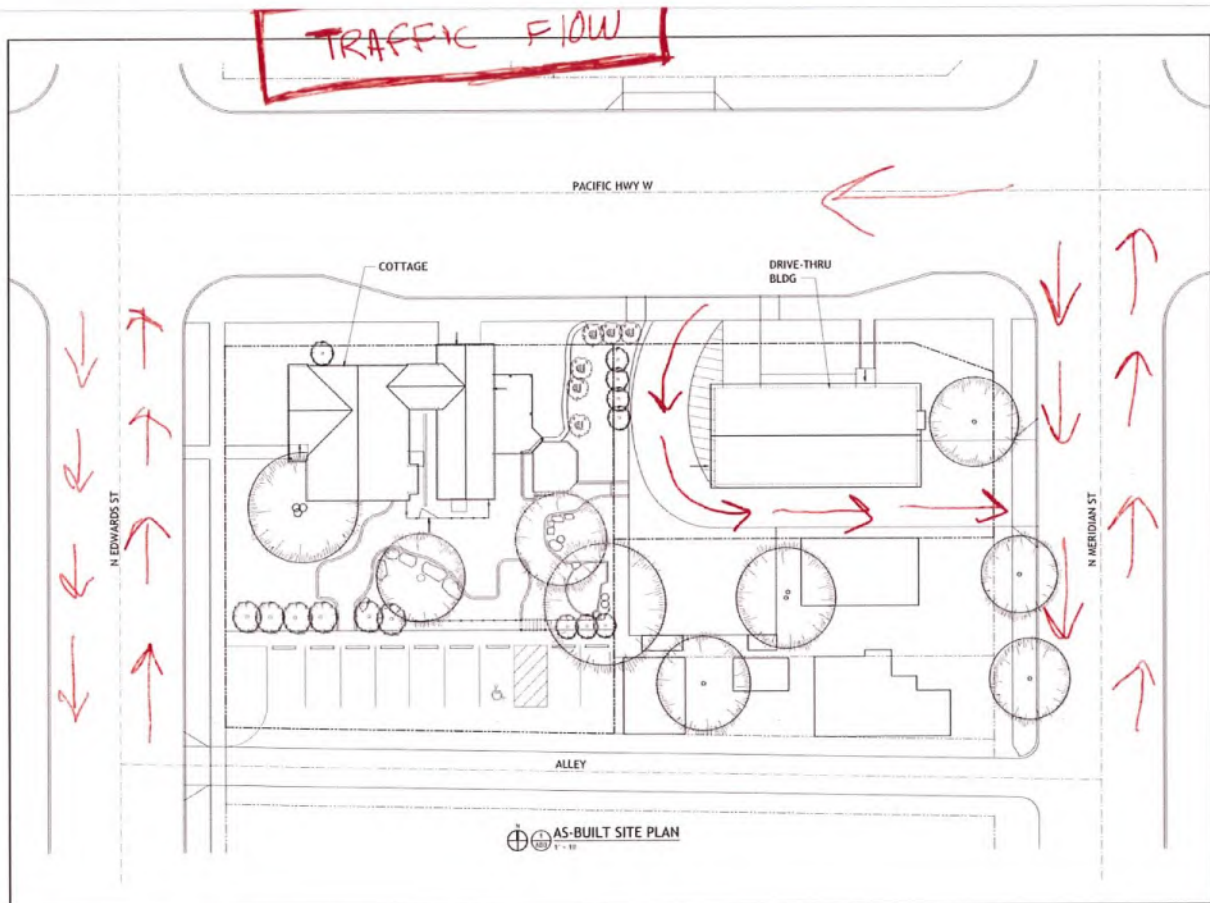 TRAFFIC FlOW
PACIFIC HWY W
COTTAGE
DRIVE-THRU
BLDG
N EDWARDS ST
N MERIDIAN ST
ALLEY
AS-BUILT SITE PLAN